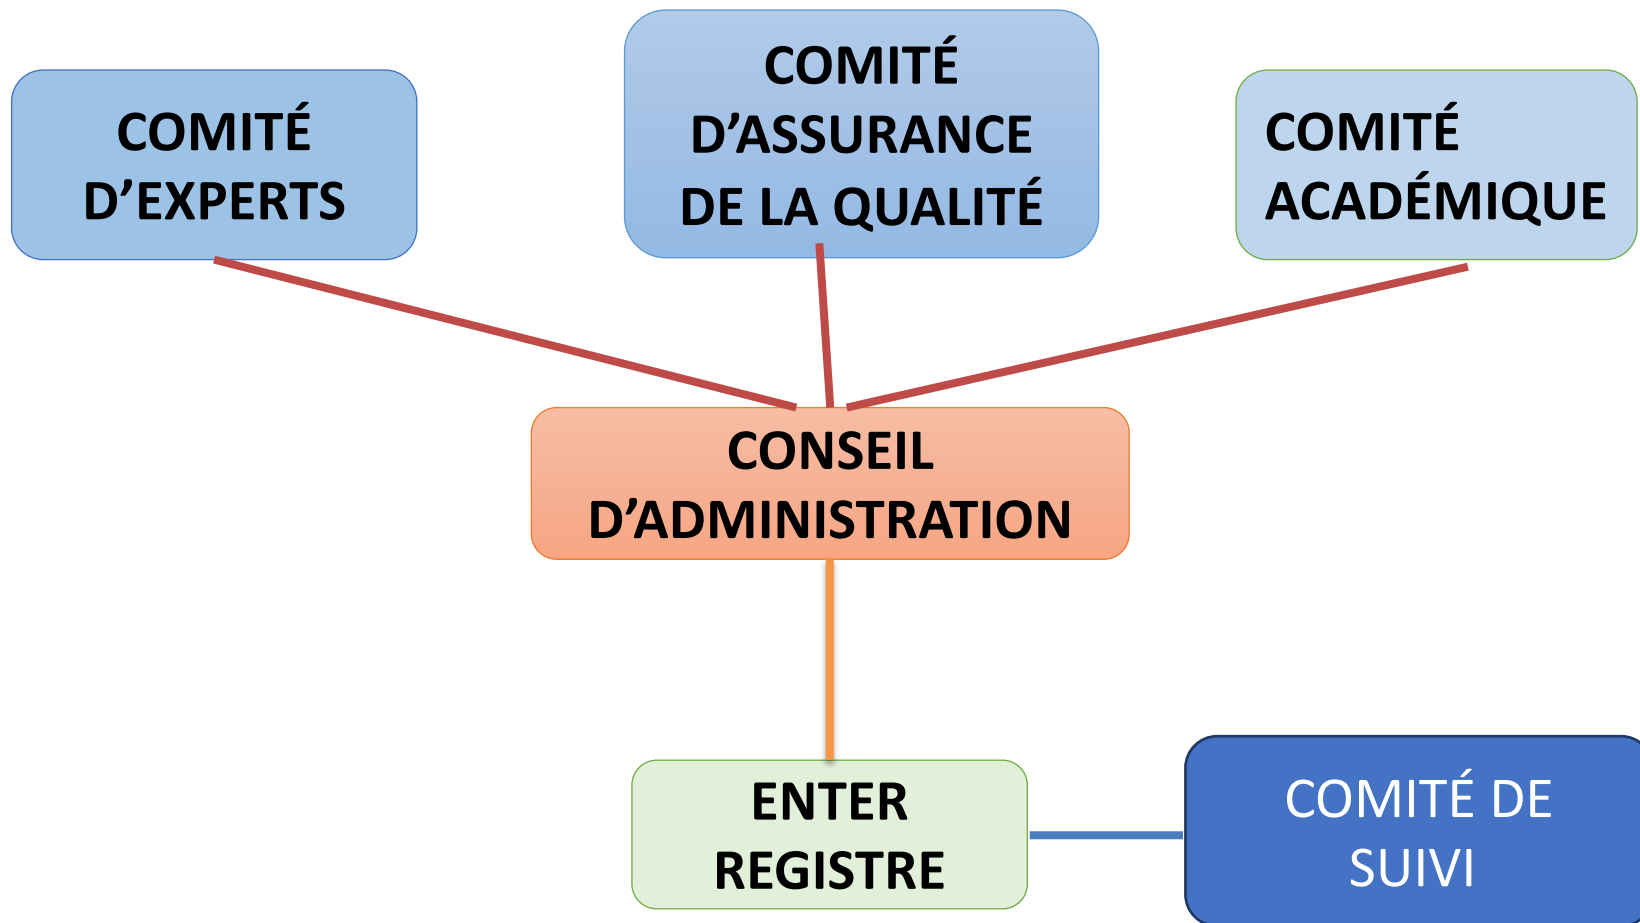 COMITÉ
D’EXPERTS
COMITÉ
D’ASSURANCE
DE LA QUALITÉ
COMITÉ
ACADÉMIQUE
CONSEIL
D’ADMINISTRATION
ENTER
REGISTRE
COMITÉ DE
SUIVI